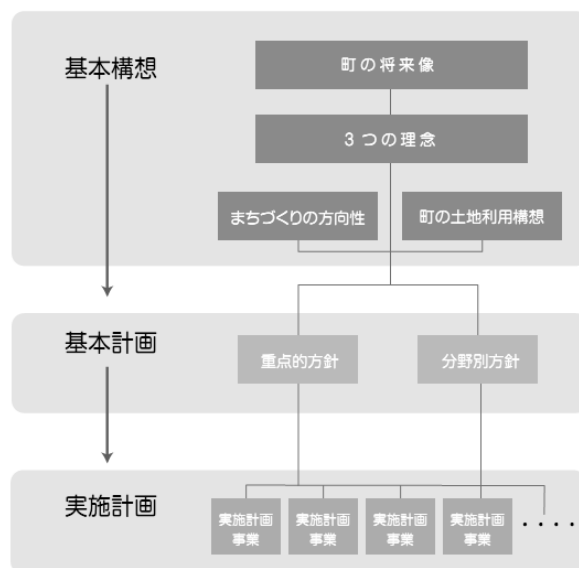 基本構想
町の将来像
3つの理念
まちづくりの方向性
町の土地利用構想
基本計画
重点的方針
分野別方針
実施計画
実施計画
事業
実施計画
事業
実施計画
事業
実施計画
事業
・・・・